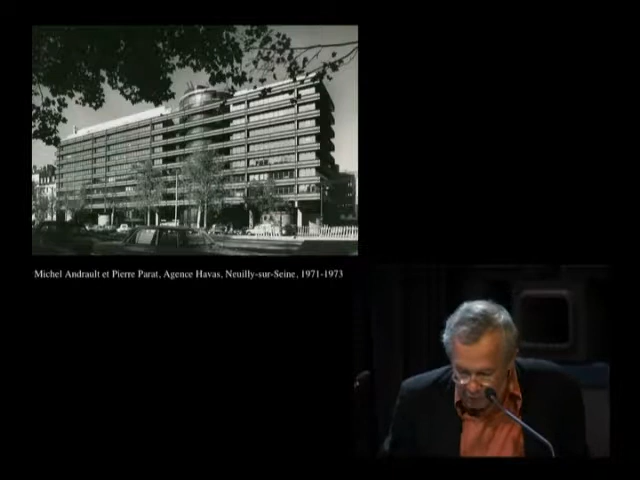 Michel Andrault et Pierre Parat, Agence Havas, Neuilly-sur-Seine, 1971-1973